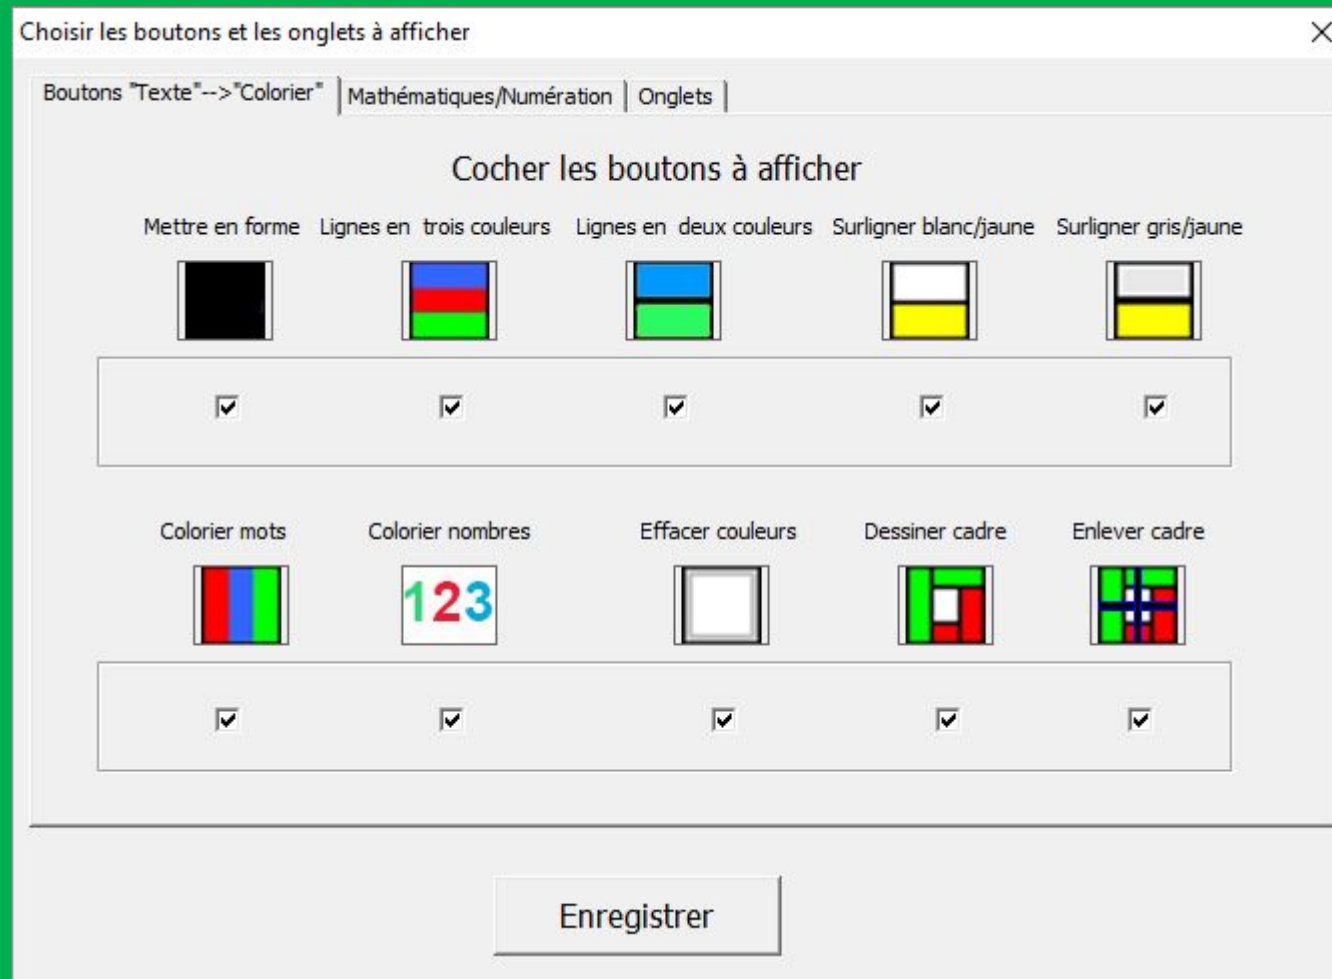 Choisir les boutons et les onglets à afficher
Boutons "Texte"-->"Colorier" Mathématiques/Numération Onglets
Cocher les boutons à afficher
Mettre en forme Lignes en trois couleurs Lignes en deux couleurs Surligner blanc/jaune Surligner gris/jaune
Colorier mots Colorier nombres Effacer couleurs Dessiner cadre Enlever cadre
123
Enregistrer